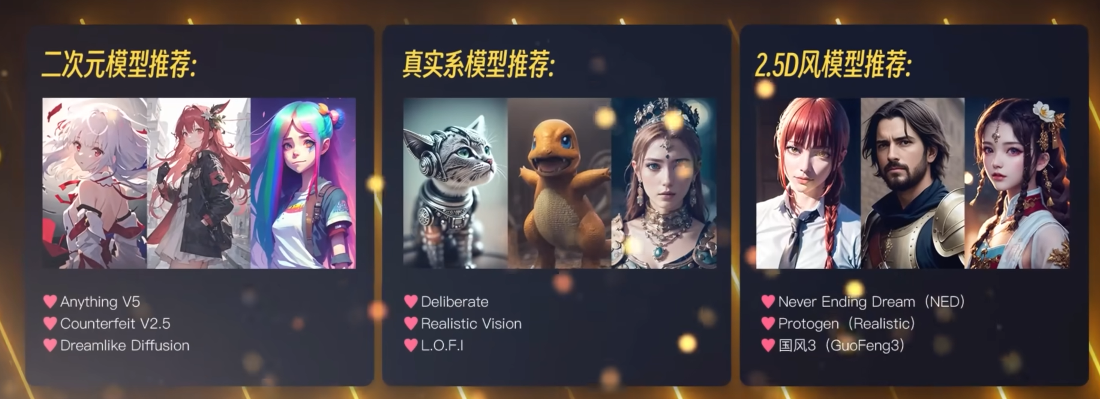 二次元模型推荐:
♥ Anything V5
♥ Counterfeit V2.5
♥ Dreamlike Diffusion
真实系模型推荐:
♥ Deliberate
♥ Realistic Vision
♥ L.O.F.I
2.5D风模型推荐:
♥ Never Ending Dream（NED）
♥ Protogen（Realistic）
♥ 国风3（GuoFeng3）